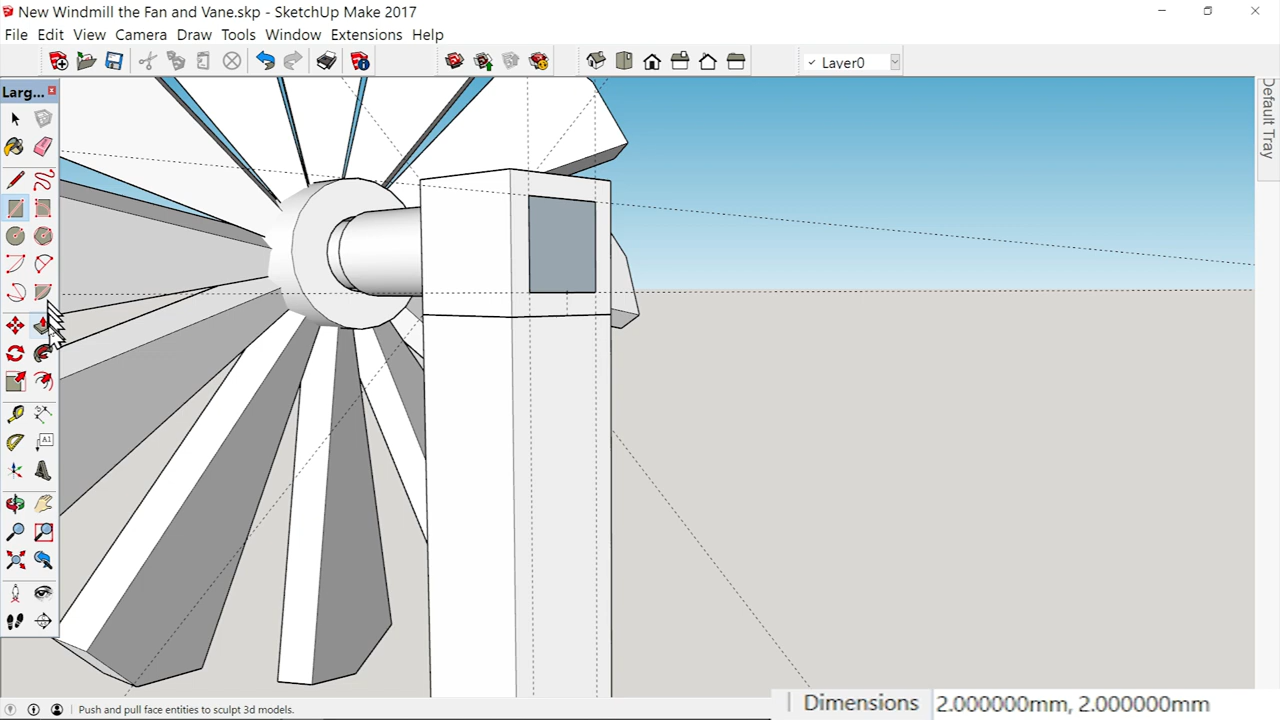 New Windmill the Fan and Vane.skp - SketchUp Make 2017
File Edit View Camera Draw Tools Window Extensions Help
Layer0
Larg...
Default Tray
A1
Push and pull face entities to sculpt 3d models.
Dimensions 2.000000mm, 2.000000mm